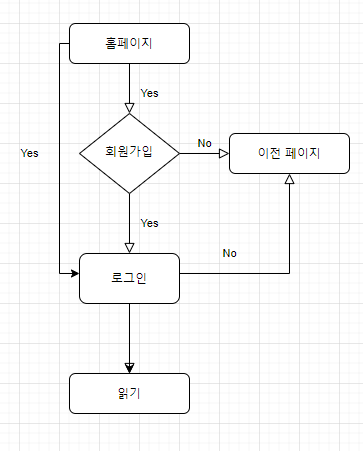 홈페이지
Yes
회원가입
No
이전 페이지
Yes
Yes
No
로그인
읽기